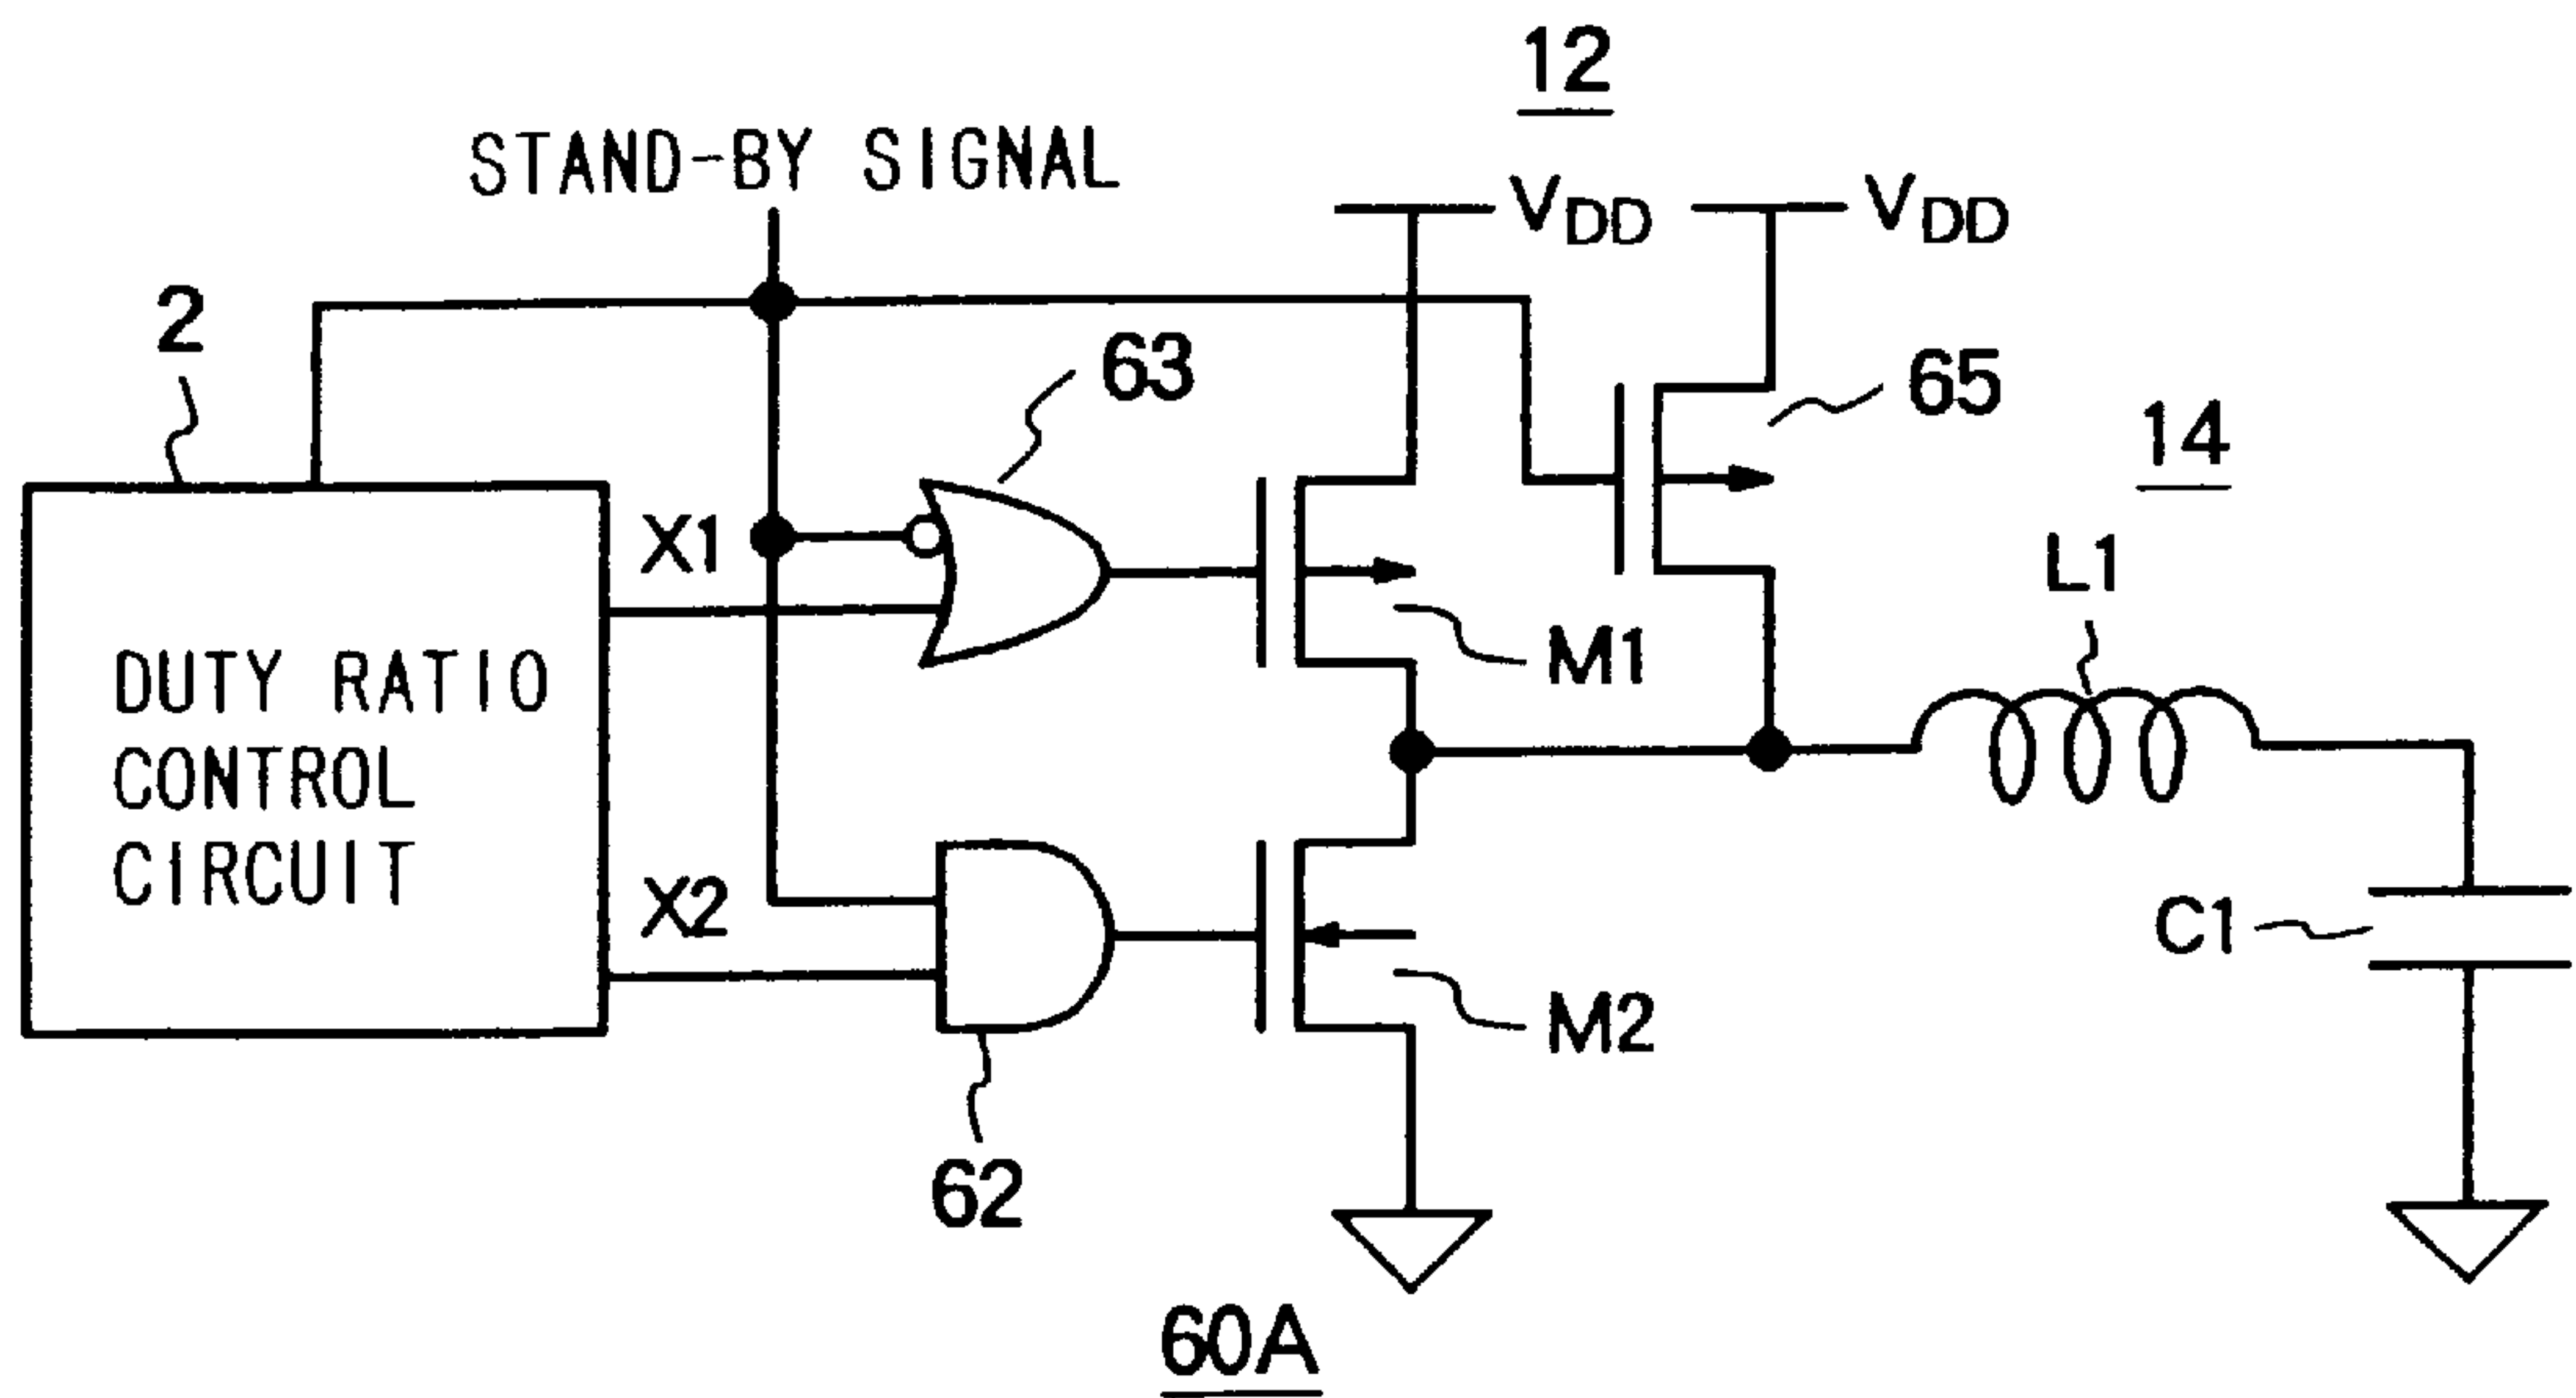 12
STAND-BY SIGNAL
VDD
VDD
2
63
65
14
X1
L1
M1
DUTY RATIO
CONTROL
CIRCUIT
X2
C1
M2
62
60A